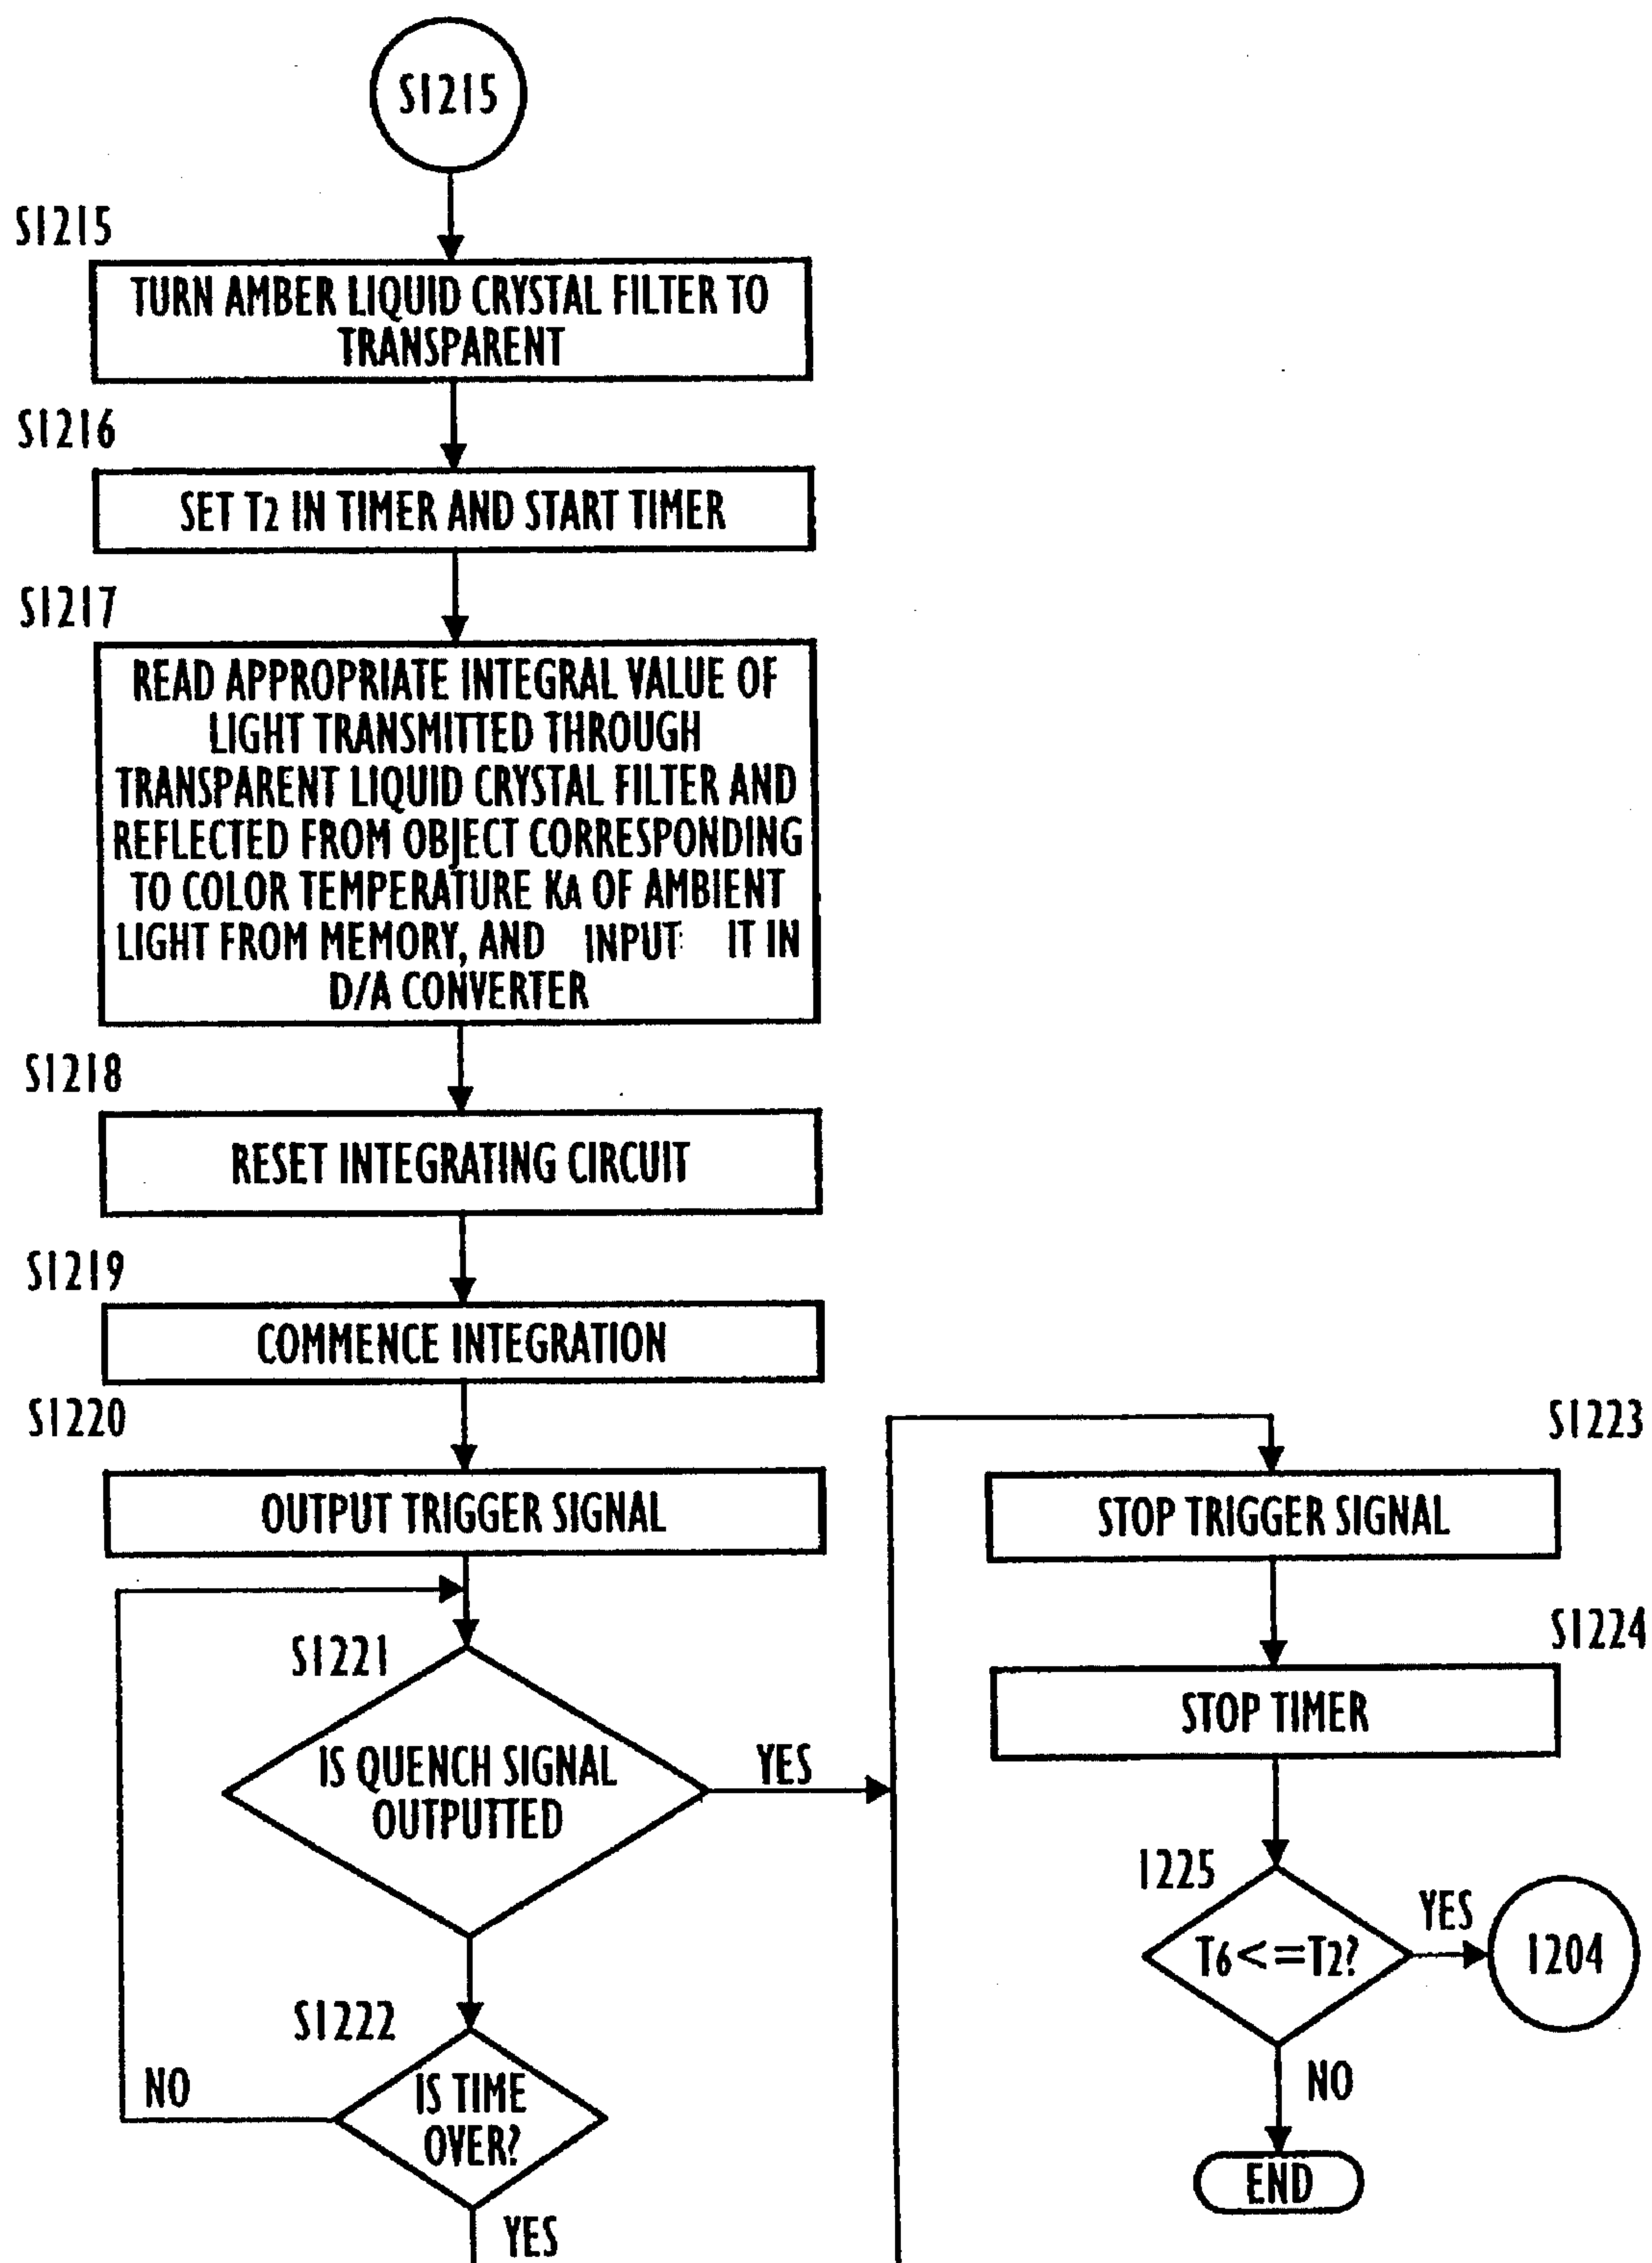 S1215
S1215
TURN AMBER LIQUID CRYSTAL FILTER TO
TRANSPARENT
S1216
SET T2 IN TIMER AND START TIMER
S1217
READ APPROPRIATE INTEGRAL VALUE OF
LIGHT TRANSMITTED THROUGH
TRANSPARENT LIQUID CRYSTAL FILTER AND
REFLECTED FROM OBJECT CORRESPONDING
TO COLOR TEMPERATURE KA OF AMBIENT
LIGHT FROM MEMORY, AND INPUT IT IN
D/A CONVERTER
S1218
RESET INTEGRATING CIRCUIT
S1219
COMMENCE INTEGRATION
S1220
OUTPUT TRIGGER SIGNAL
S1221
IS QUENCH SIGNAL
OUTPUTTED
YES
S1222
IS TIME
OVER?
NO
YES
S1223
STOP TRIGGER SIGNAL
S1224
STOP TIMER
1225
T6<=T2?
YES
1204
NO
END